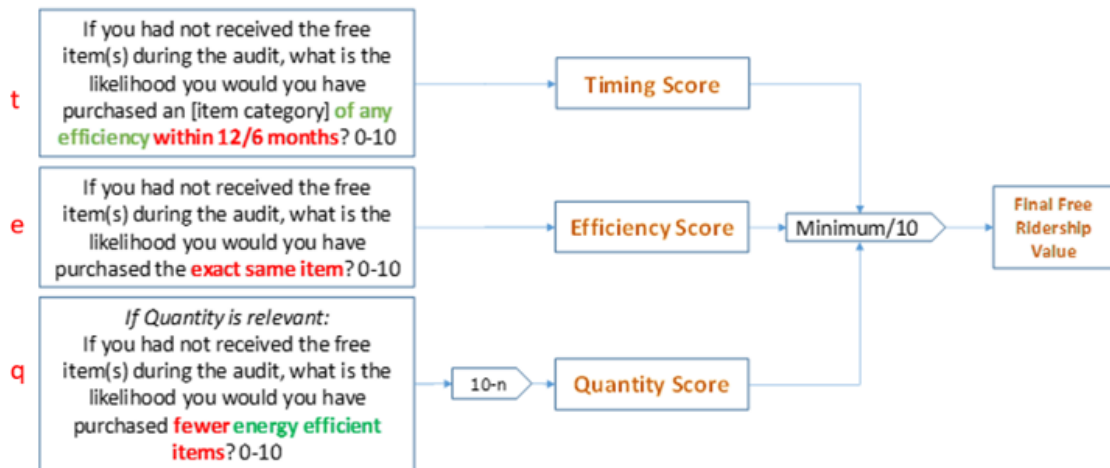 t
If you had not received the free
item(s) during the audit, what is the
likelihood you would you have
purchased an [item category] of any
efficiency within 12/6 months? 0-10
Timing Score
e
If you had not received the free
item(s) during the audit, what is the
likelihood you would you have
purchased the exact same item? 0-10
Efficiency Score
Minimum/10
Final Free
Ridership
Value
q
If Quantity is relevant:
If you had not received the free
item(s) during the audit, what is the
likelihood you would you have
purchased fewer energy efficient
items? 0-10
10-n
Quantity Score